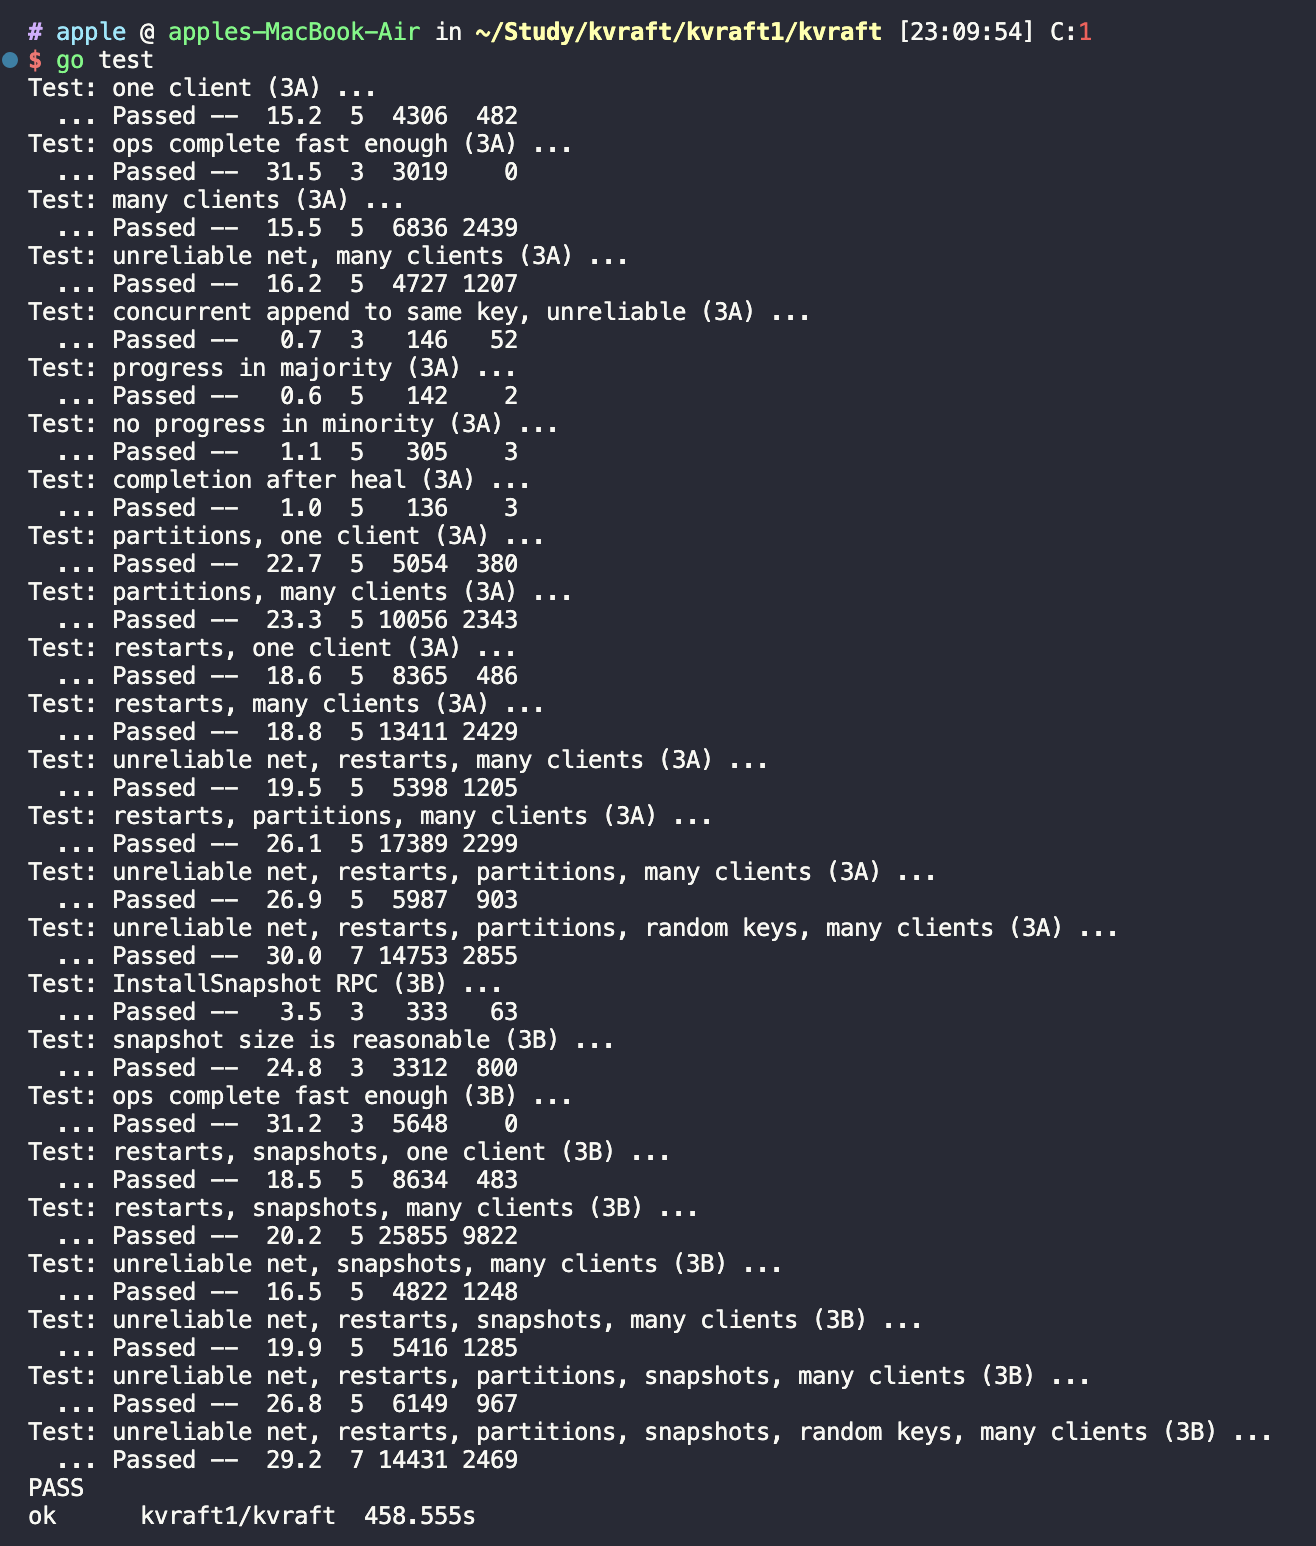 # apple @ apples-MacBook-Air in ~/Study/kvraft/kvraft1/kvraft [23:09:54] C:1
$ go test
Test: one client (3A) ...
  ... Passed --  15.2  5  4306  482
Test: ops complete fast enough (3A) ...
  ... Passed --  31.5  3  3019    0
Test: many clients (3A) ...
  ... Passed --  15.5  5  6836 2439
Test: unreliable net, many clients (3A) ...
  ... Passed --  16.2  5  4727 1207
Test: concurrent append to same key, unreliable (3A) ...
  ... Passed --   0.7  3   146   52
Test: progress in majority (3A) ...
  ... Passed --   0.6  5   142    2
Test: no progress in minority (3A) ...
  ... Passed --   1.1  5   305    3
Test: completion after heal (3A) ...
  ... Passed --   1.0  5   136    3
Test: partitions, one client (3A) ...
  ... Passed --  22.7  5  5054  380
Test: partitions, many clients (3A) ...
  ... Passed --  23.3  5 10056 2343
Test: restarts, one client (3A) ...
  ... Passed --  18.6  5  8365  486
Test: restarts, many clients (3A) ...
  ... Passed --  18.8  5 13411 2429
Test: unreliable net, restarts, many clients (3A) ...
  ... Passed --  19.5  5  5398 1205
Test: restarts, partitions, many clients (3A) ...
  ... Passed --  26.1  5 17389 2299
Test: unreliable net, restarts, partitions, many clients (3A) ...
  ... Passed --  26.9  5  5987  903
Test: unreliable net, restarts, partitions, random keys, many clients (3A) ...
  ... Passed --  30.0  7 14753 2855
Test: InstallSnapshot RPC (3B) ...
  ... Passed --   3.5  3   333   63
Test: snapshot size is reasonable (3B) ...
  ... Passed --  24.8  3  3312  800
Test: ops complete fast enough (3B) ...
  ... Passed --  31.2  3  5648    0
Test: restarts, snapshots, one client (3B) ...
  ... Passed --  18.5  5  8634  483
Test: restarts, snapshots, many clients (3B) ...
  ... Passed --  20.2  5 25855 9822
Test: unreliable net, snapshots, many clients (3B) ...
  ... Passed --  16.5  5  4822 1248
Test: unreliable net, restarts, snapshots, many clients (3B) ...
  ... Passed --  19.9  5  5416 1285
Test: unreliable net, restarts, partitions, snapshots, many clients (3B) ...
  ... Passed --  26.8  5  6149  967
Test: unreliable net, restarts, partitions, snapshots, random keys, many clients (3B) ...
  ... Passed --  29.2  7 14431 2469
PASS
ok      kvraft1/kvraft  458.555s